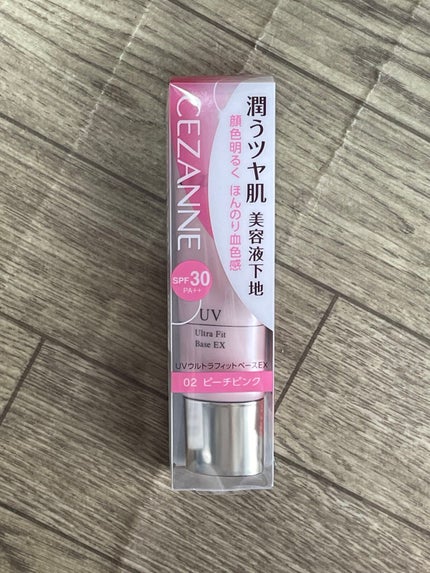 潤うツヤ肌 美容液下地
顔色明るく ほんのり血色感
CEZANNE
SPF30
PA++
UV
Ultra Fit
Base EX
UVウルトラフィットベースEX
02 ピーチピンク